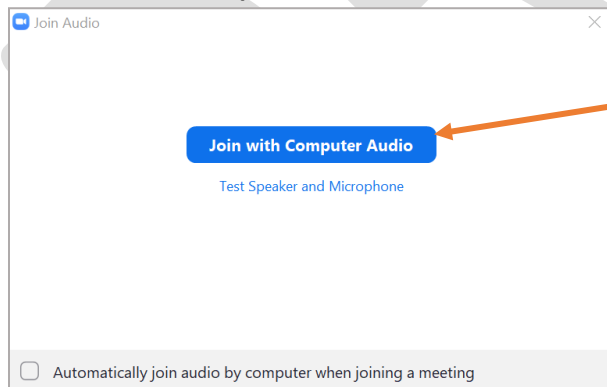 Join Audio
Join with Computer Audio
Test Speaker and Microphone
Automatically join audio by computer when joining a meeting